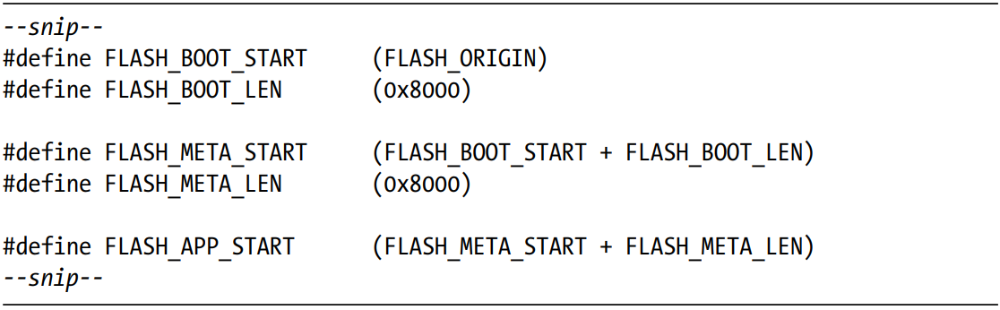 --snip--
#define FLASH_BOOT_START     (FLASH_ORIGIN)
#define FLASH_BOOT_LEN       (0x8000)
#define FLASH_META_START     (FLASH_BOOT_START + FLASH_BOOT_LEN)
#define FLASH_META_LEN       (0x8000)
#define FLASH_APP_START      (FLASH_META_START + FLASH_META_LEN)
--snip--